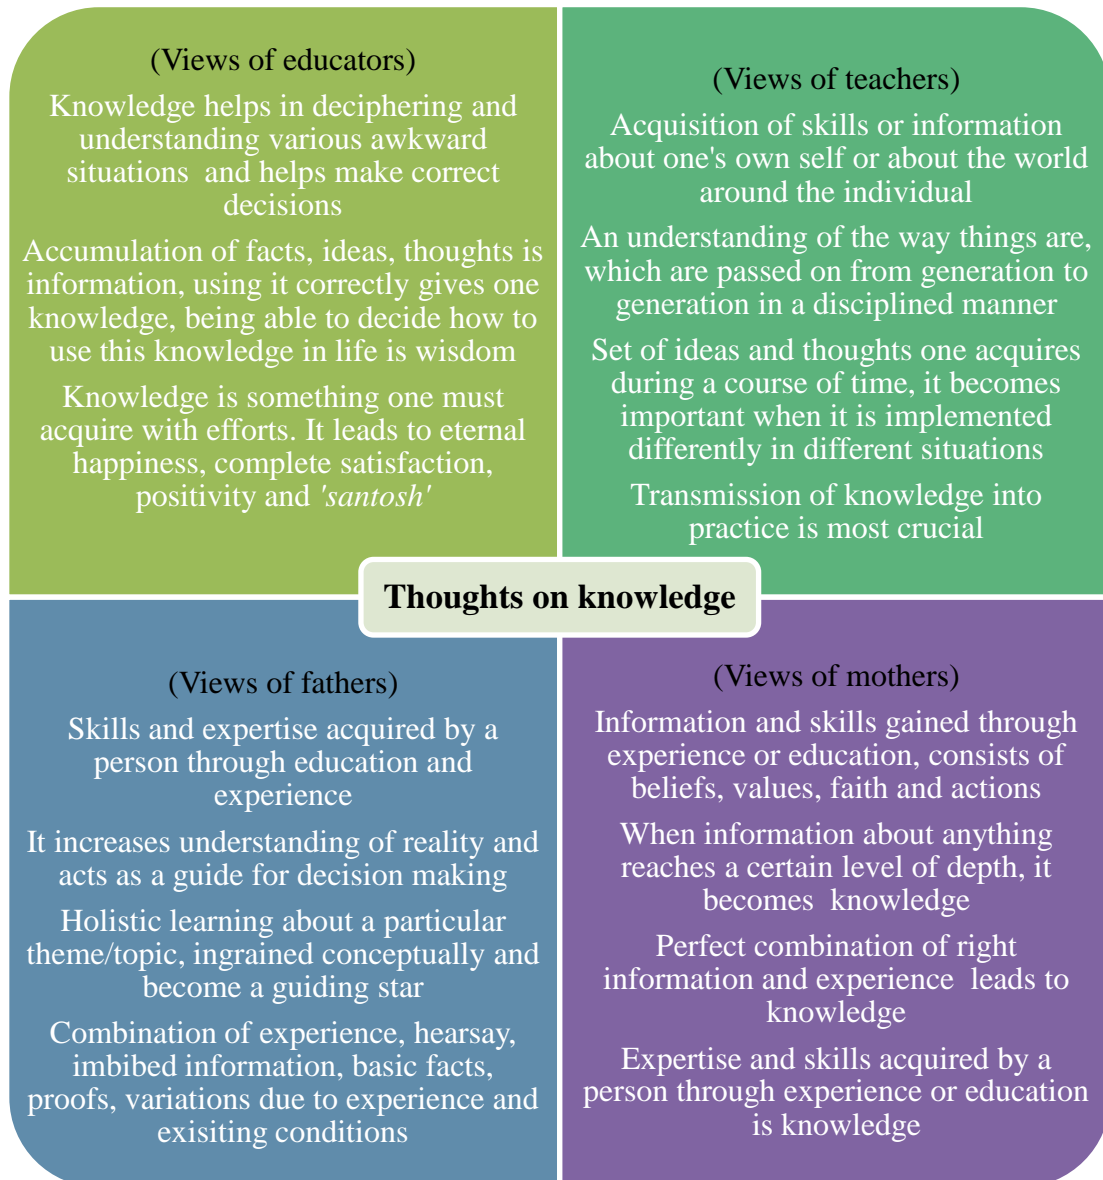 (Views of educators)
Knowledge helps in deciphering and
understanding various awkward
situations and helps make correct
decisions
Accumulation of facts, ideas, thoughts is
information, using it correctly gives one
knowledge, being able to decide how to
use this knowledge in life is wisdom
Knowledge is something one must
acquire with efforts. It leads to eternal
happiness, complete satisfaction,
positivity and 'santosh'
(Views of teachers)
Acquisition of skills or information
about one's own self or about the world
around the individual
An understanding of the way things are,
which are passed on from generation to
generation in a disciplined manner
Set of ideas and thoughts one acquires
during a course of time, it becomes
important when it is implemented
differently in different situations
Transmission of knowledge into
practice is most crucial
Thoughts on knowledge
(Views of fathers)
Skills and expertise acquired by a
person through education and
experience
It increases understanding of reality and
acts as a guide for decision making
Holistic learning about a particular
theme/topic, ingrained conceptually and
become a guiding star
Combination of experience, hearsay,
imbibed information, basic facts,
proofs, variations due to experience and
exisiting conditions
(Views of mothers)
Information and skills gained through
experience or education, consists of
beliefs, values, faith and actions
When information about anything
reaches a certain level of depth, it
becomes knowledge
Perfect combination of right
information and experience leads to
knowledge
Expertise and skills acquired by a
person through experience or education
is knowledge